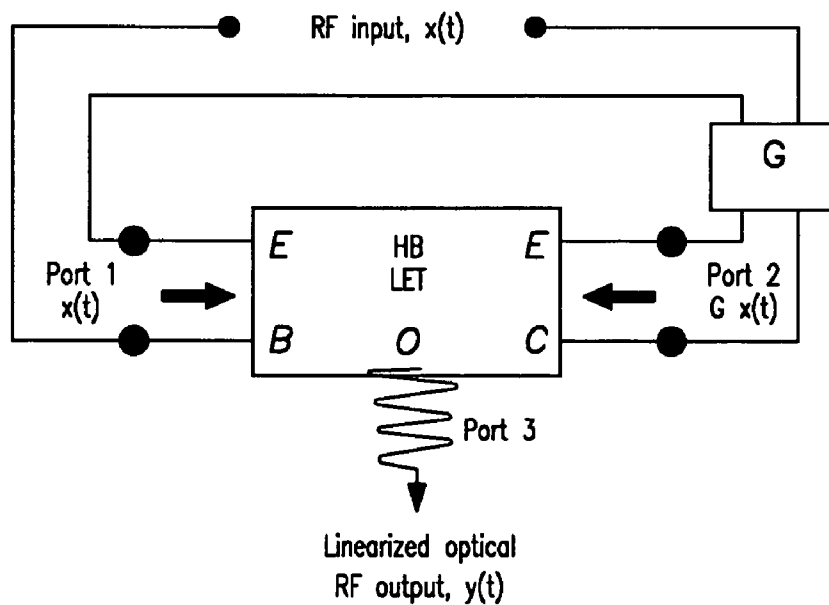 RF input, x(t)
G
E
HB
LET
E
Port 1
x(t)
Port 2
G x(t)
B
O
C
Port 3
Linearized optical
RF output, y(t)